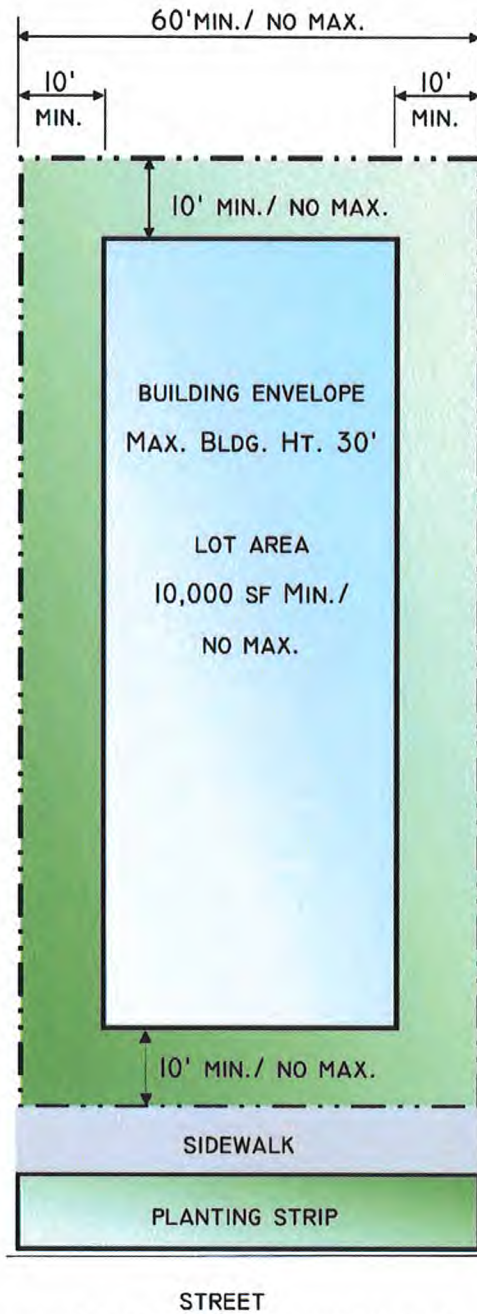 60'MIN./ NO MAX.
10' 10'
MIN. MIN.
10' MIN./ NO MAX.
BUILDING ENVELOPE
MAX. BLDG. HT. 30'
LOT AREA
10,000 SF MIN./
NO MAX.
10' MIN./ NO MAX.
SIDEWALK
PLANTING STRIP
STREET